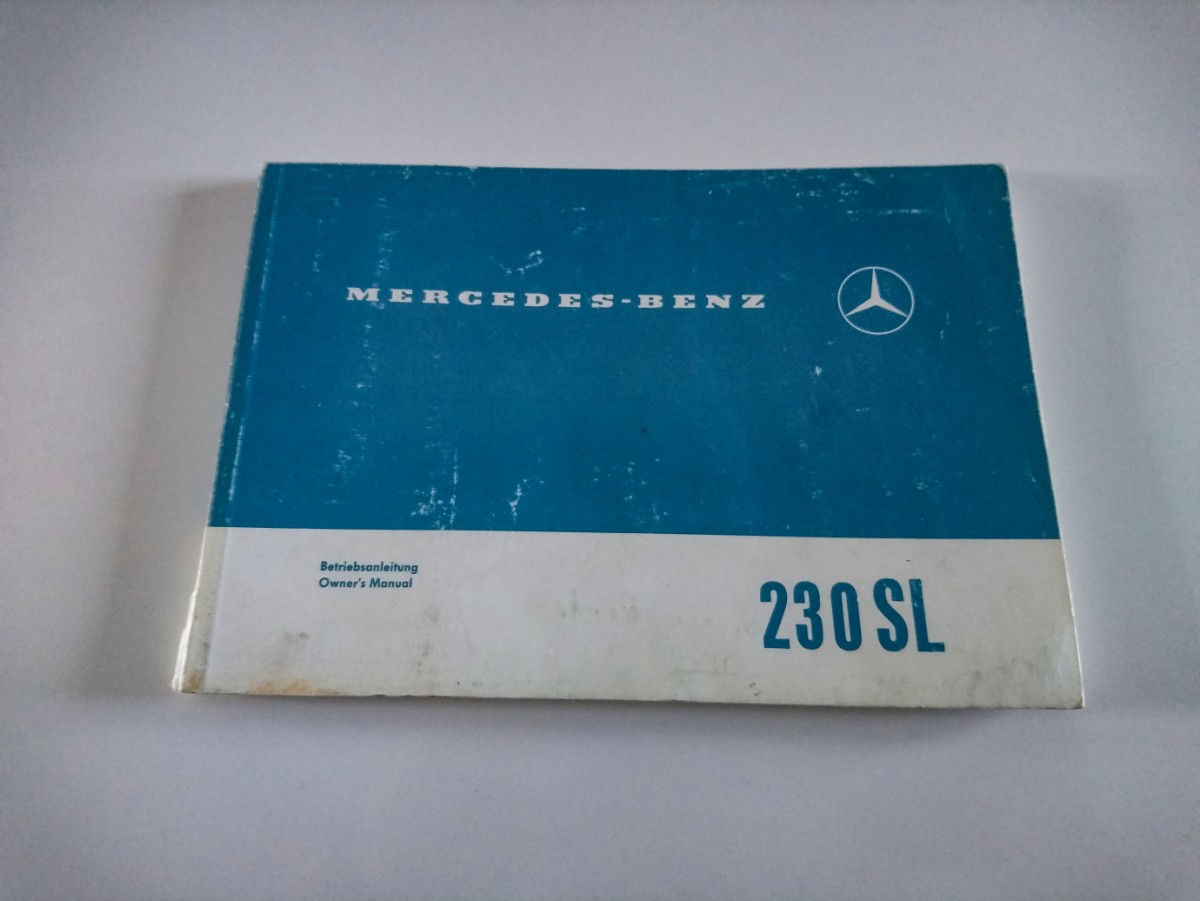 MERCEDES-BENZ
Betriebsanleitung
Owner's Manual
230 SL